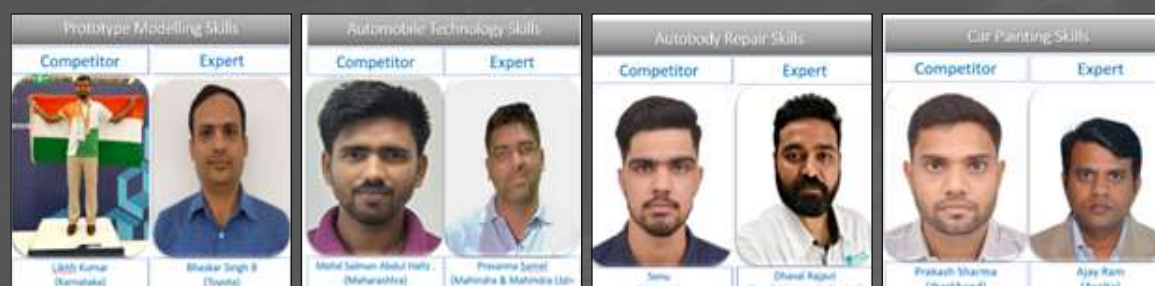 Prototype Modelling Skills
Competitor Expert
Likith Kumar
(Karnataka)
Bhaskar Singh B
(Toyota)
Automobile Technology Skills
Competitor Expert
Mohd Salman Abdul
(Maharashtra)
Prasanna Samel
(Mahindra & Mahindra Ltd)
Autobody Repair Skills
Competitor Expert
Sonu
Dhaval Rajput
Car Painting Skills
Competitor Expert
Prakash Sharma
Ajay Ram